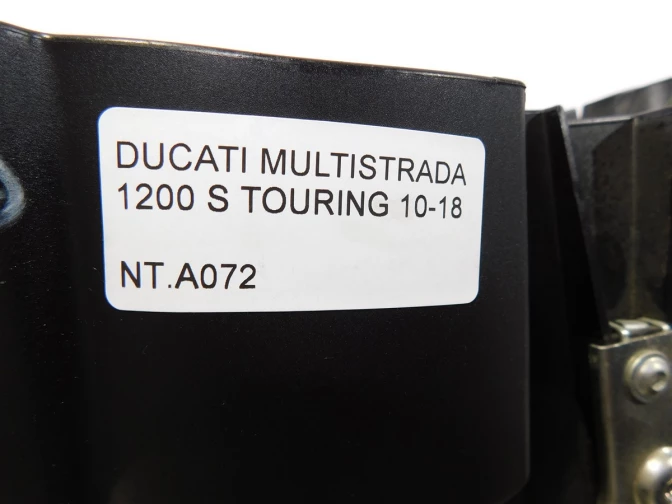 DUCATI MULTISTRADA
1200 S TOURING 10-18
NT.A072